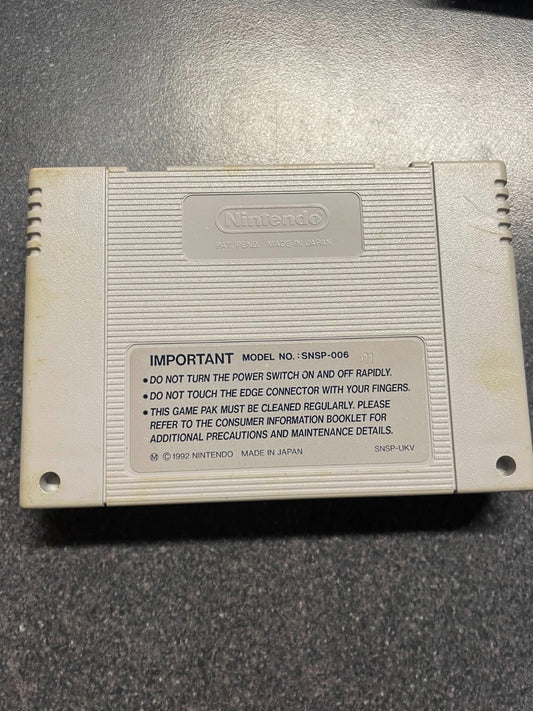 Nintendo
PAT. PEND. MADE IN JAPAN
IMPORTANT MODEL NO. : SNSP-006
• DO NOT TURN THE POWER SWITCH ON AND OFF RAPIDLY.
• DO NOT TOUCH THE EDGE CONNECTOR WITH YOUR FINGERS.
• THIS GAME PAK MUST BE CLEANED REGULARLY. PLEASE
REFER TO THE CONSUMER INFORMATION BOOKLET FOR
ADDITIONAL PRECAUTIONS AND MAINTENANCE DETAILS.
Ⓜ © 1992 NINTENDO MADE IN JAPAN SNSP-UKV